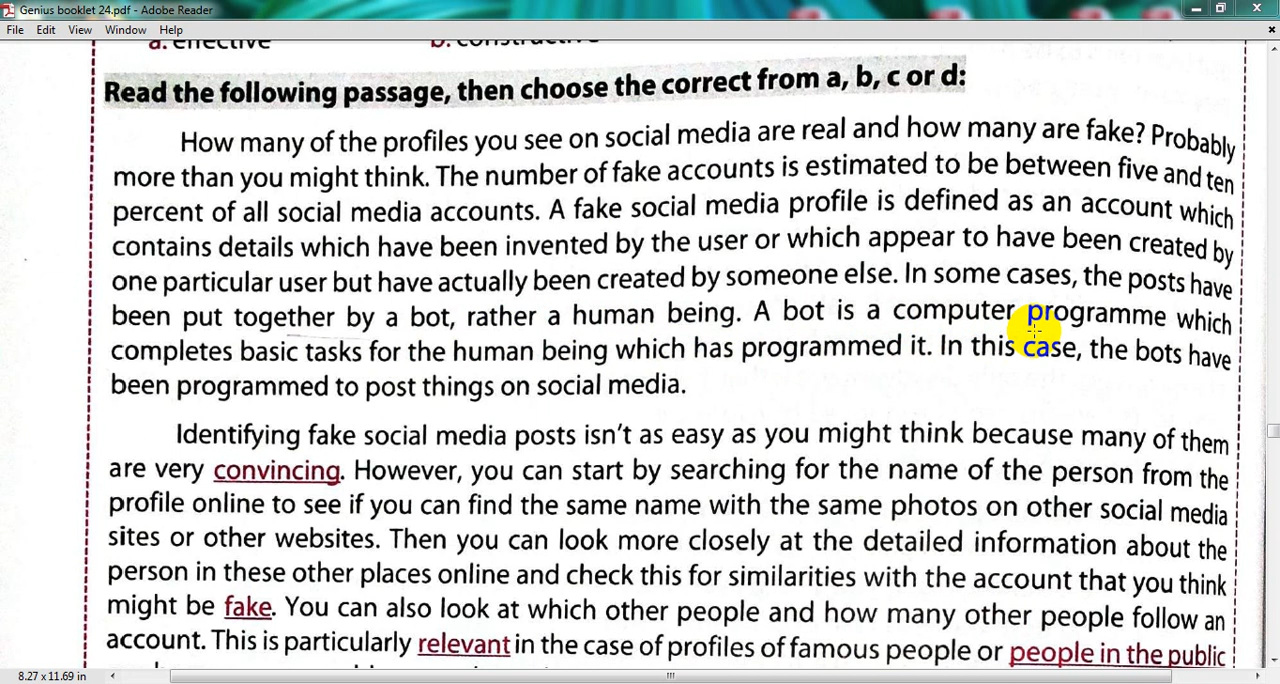 Genius booklet 24.pdf - Adobe Reader
File Edit View Window Help
a. effective b. constructive
Read the following passage, then choose the correct from a, b, c or d:
How many of the profiles you see on social media are real and how many are fake? Probably
more than you might think. The number of fake accounts is estimated to be between five and ten
percent of all social media accounts. A fake social media profile is defined as an account which
contains details which have been invented by the user or which appear to have been created by
one particular user but have actually been created by someone else. In some cases, the posts have
been put together by a bot, rather a human being. A bot is a computer programme which
completes basic tasks for the human being which has programmed it. In this case, the bots have
been programmed to post things on social media.
Identifying fake social media posts isn't as easy as you might think because many of them
are very convincing. However, you can start by searching for the name of the person from the
profile online to see if you can find the same name with the same photos on other social media
sites or other websites. Then you can look more closely at the detailed information about the
person in these other places online and check this for similarities with the account that you think
might be fake. You can also look at which other people and how many other people follow an
account. This is particularly relevant in the case of profiles of famous people or people in the public
8.27 x 11.69 in